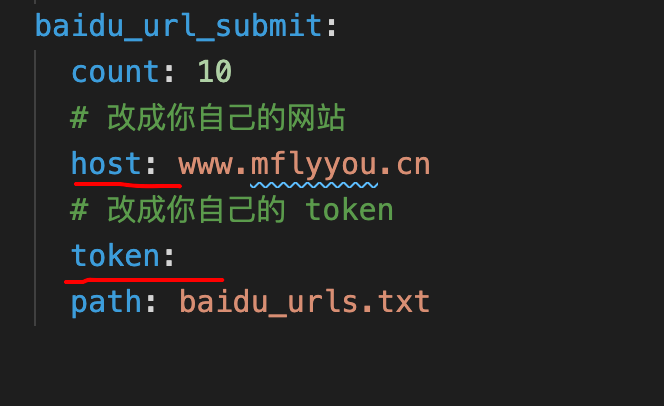 baidu_url_submit:
count: 10
# 改成你自己的网站
host: www.mflyyou.cn
# 改成你自己的 token
token:
path: baidu_urls.txt